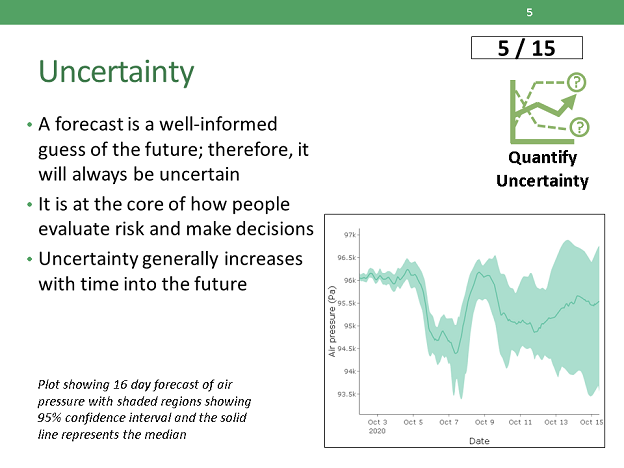 5
5 / 15
Uncertainty
?
?
Quantify
Uncertainty
• A forecast is a well-informed
guess of the future; therefore, it
will always be uncertain
• It is at the core of how people
evaluate risk and make decisions
• Uncertainty generally increases
with time into the future
97k
96.5k
96k
95.5k
95k
94.5k
94k
93.5k
Air pressure (Pa)
Oct 3 Oct 5 Oct 7 Oct 9 Oct 11 Oct 13 Oct 15
2020
Date
Plot showing 16 day forecast of air
pressure with shaded regions showing
95% confidence interval and the solid
line represents the median